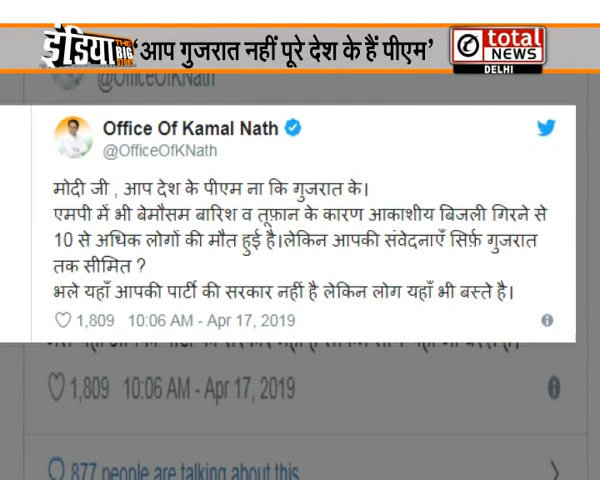 इंडिया
THE
BIG
‘आप गुजरात नहीं पूरे देश के हैं पीएम’
total
NEWS
DELHI
@OfficeOfKNath
Office Of Kamal Nath
@OfficeOfKNath
मोदी जी , आप देश के पीएम ना कि गुजरात के।
एमपी में भी बेमौसम बारिश व तूफ़ान के कारण आकाशीय बिजली गिरने से
10 से अधिक लोगों की मौत हुई है।लेकिन आपकी संवेदनाएँ सिर्फ़ गुजरात
तक सीमित ?
भले यहाँ आपकी पार्टी की सरकार नहीं है लेकिन लोग यहाँ भी बस्ते है।
1,809 10:06 AM - Apr 17, 2019
1,809 10:06 AM - Apr 17, 2019
877 people are talking about this